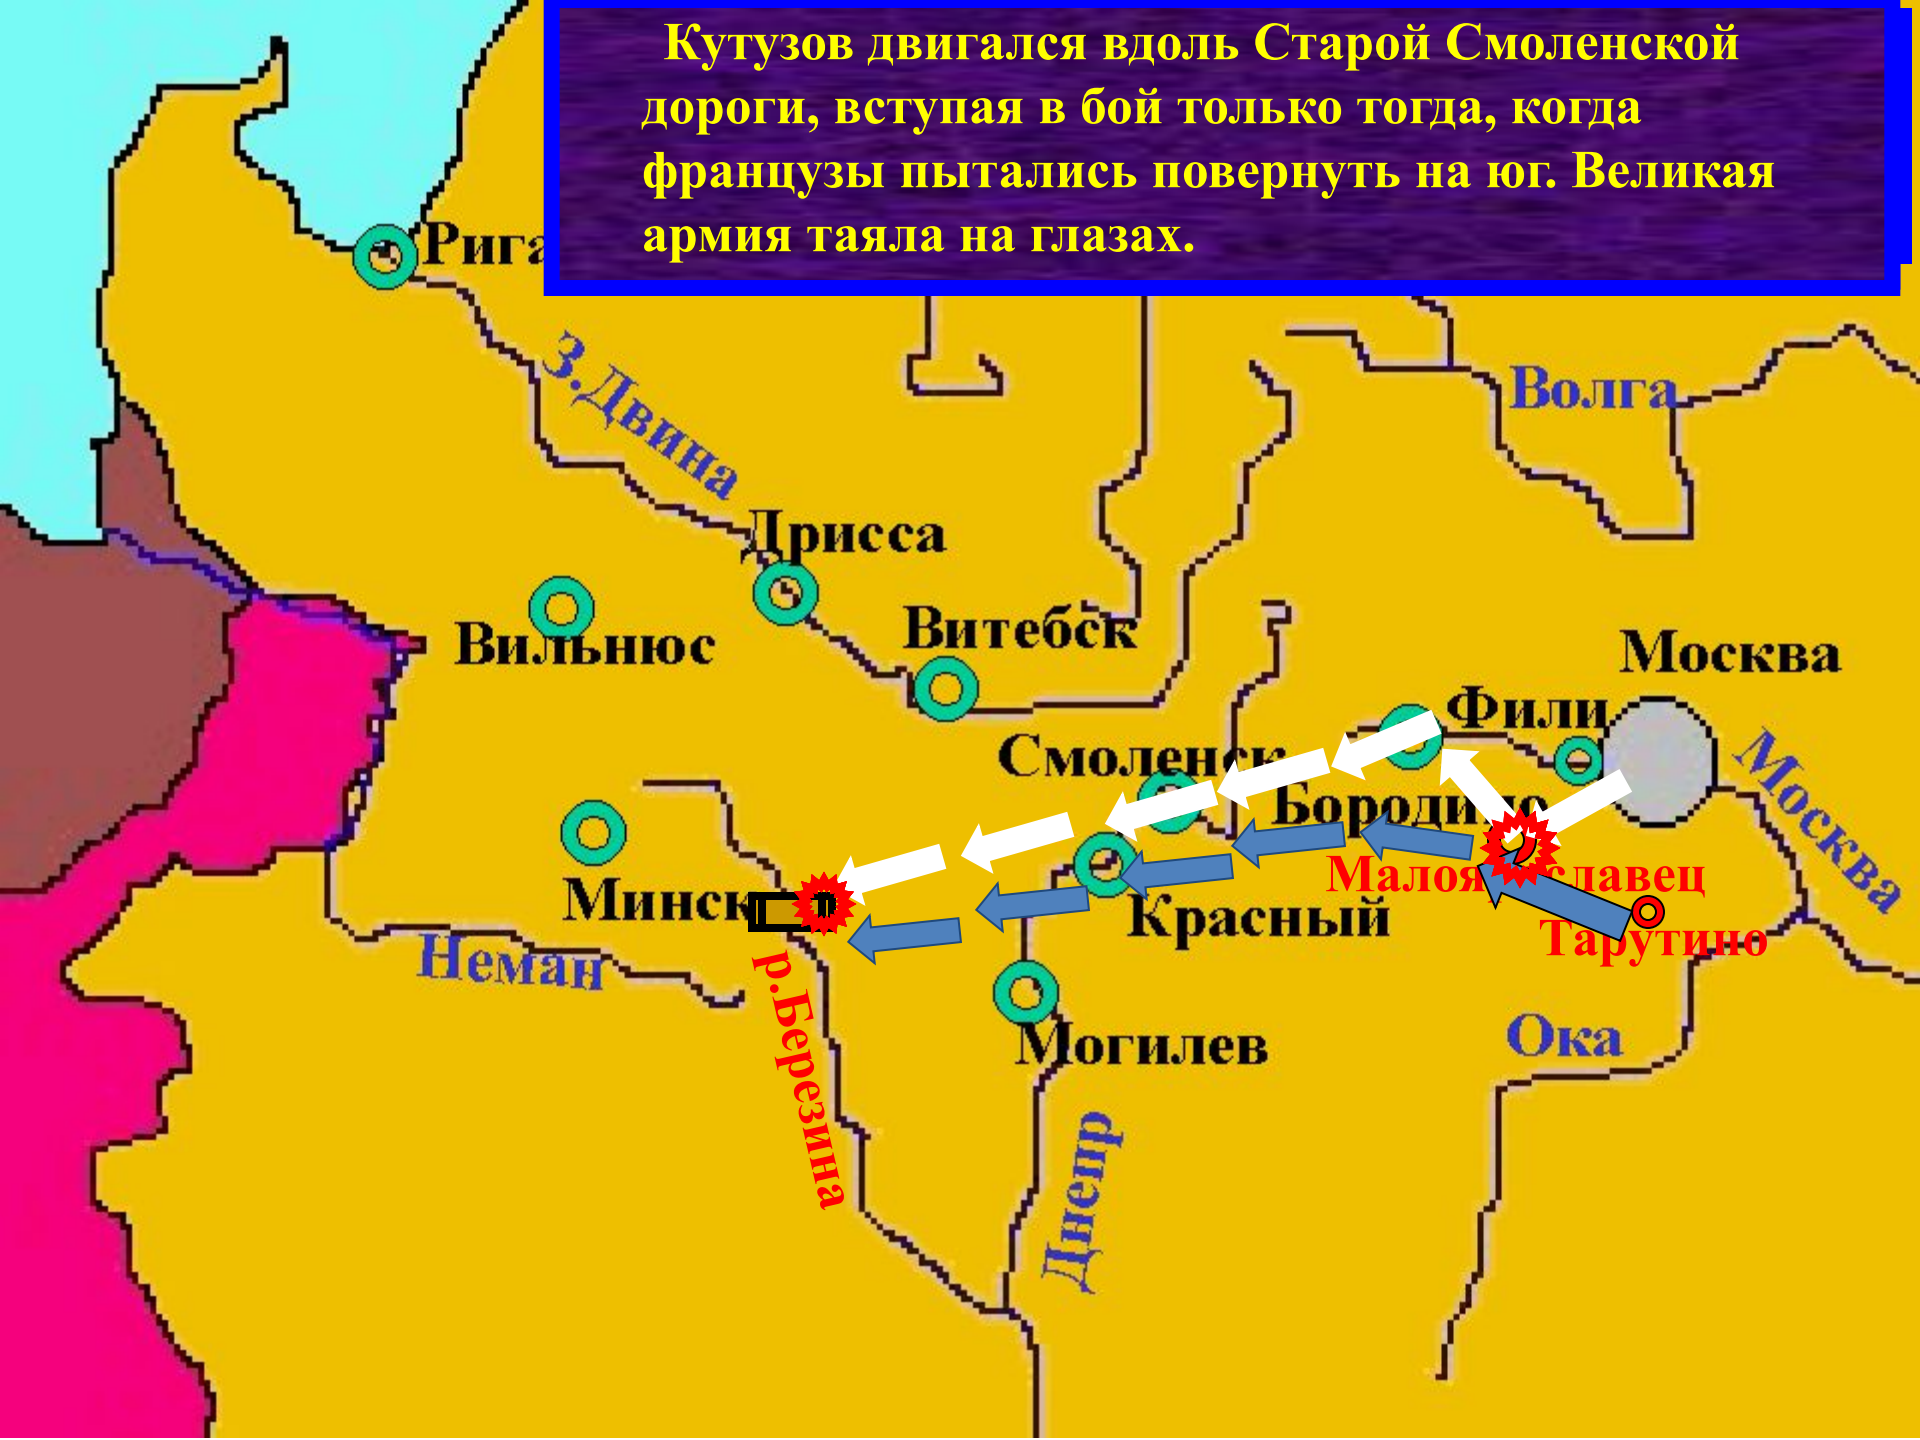 Кутузов двигался вдоль Старой Смоленской
дороги, вступая в бой только тогда, когда
французы пытались повернуть на юг. Великая
армия таяла на глазах.
Рига
З.Двина
Волга
Дрисса
Вильнюс
Витебск
Москва
Фили
Смоленск
Бородино
Москва
Малоярославец
Минск
Красный
Тарутино
Неман
р.Березина
Могилев
Ока
Днепр